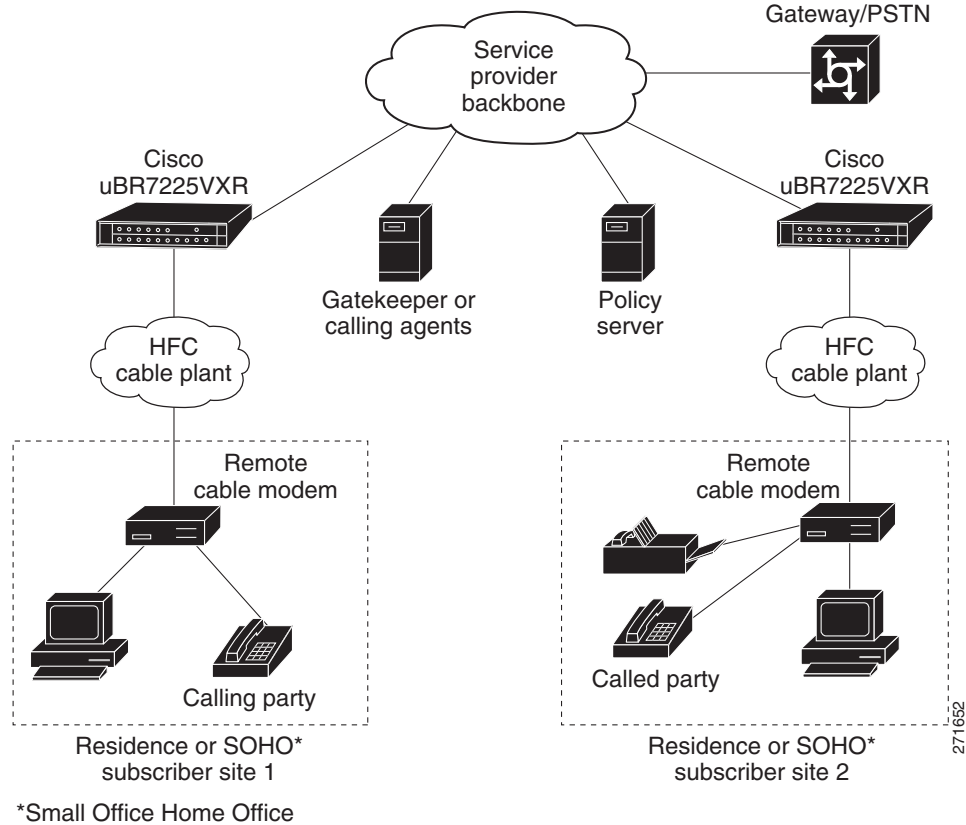 Gateway/PSTN
Service
provider
backbone
Cisco
uBR7225VXR
Cisco
uBR7225VXR
Gatekeeper or
calling agents
Policy
server
HFC
cable plant
HFC
cable plant
Remote
cable modem
Remote
cable modem
Calling party
Called party
Residence or SOHO*
subscriber site 1
Residence or SOHO*
subscriber site 2
271652
*Small Office Home Office